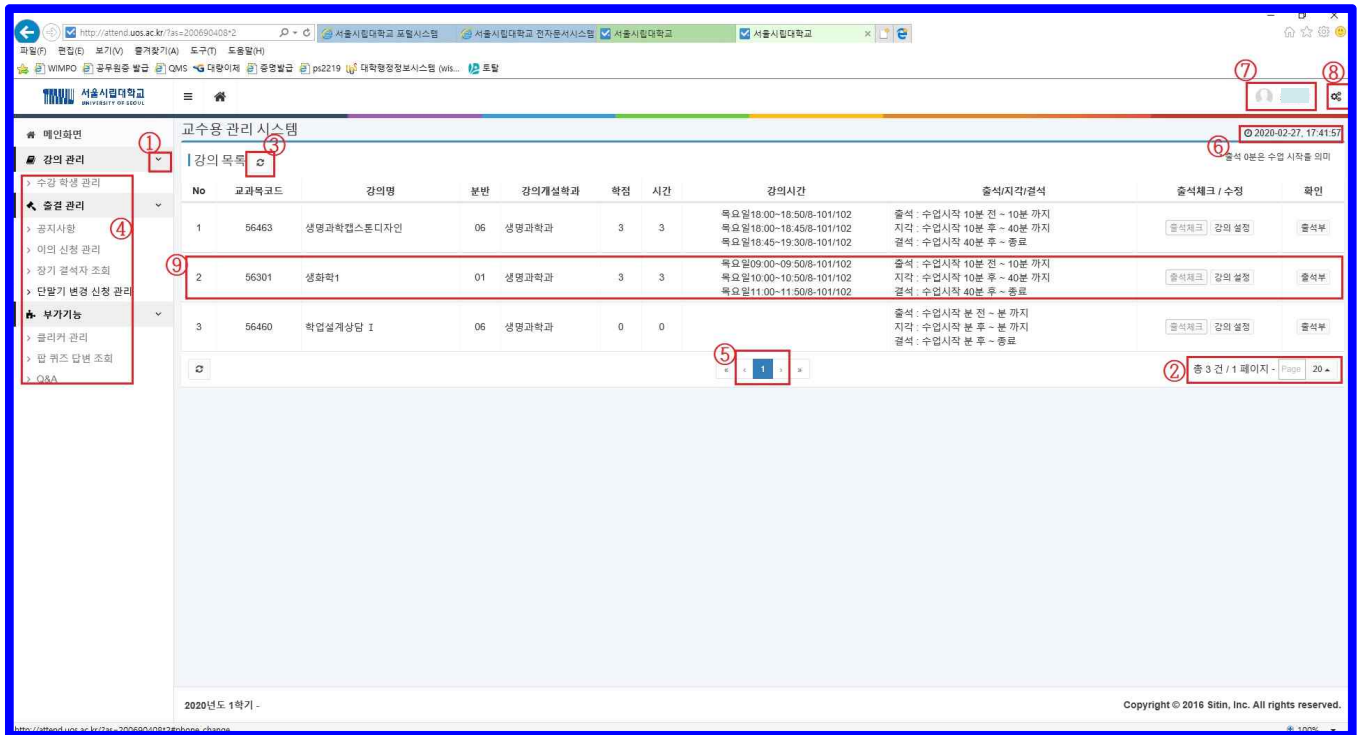 http://attend.uos.ac.kr/?as=200690408*2
서울시립대학교 포털시스템
서울시립대학교 전자문서시스템
서울시립대학교
서울시립대학교
파일(F) 편집(E) 보기(V) 즐겨찾기(A) 도구(T) 도움말(H)
WIMPO 공무원증 발급 QMS 대량이체 증명발급 ps2219 대학행정정보시스템 (wis... 토탈
⑦ ⑧
서울시립대학교
UNIVERSITY OF SEOUL
메인화면
교수용 관리 시스템
2020-02-27, 17:41:57
①
강의 관리
강의 목록
③
⑥
출석 0분은 수업 시작를 의미
수강 학생 관리
출결 관리
공지사항
④
이의 신청 관리
장기 결석자 조회
단말기 변경 신청 관리
부가기능
클리커 관리
팝 퀴즈 답변 조회
Q&A
No 교과목코드 강의명 분반 강의개설학과 학점 시간 강의시간 출석/지각/결석 출석체크 / 수정 확인
목요일18:00~18:50/8-101/102 출석 : 수업시작 10분 전 ~ 10분 까지
1 56463 생명과학캡스톤디자인 06 생명과학과 3 3 목요일18:00~18:45/8-101/102 지각 : 수업시작 10분 후 ~ 40분 까지 출석체크 강의 설정 출석부
목요일18:45~19:30/8-101/102 결석 : 수업시작 40분 후 ~ 종료
⑨
목요일09:00~09:50/8-101/102 출석 : 수업시작 10분 전 ~ 10분 까지
2 56301 생화학1 01 생명과학과 3 3 목요일10:00~10:50/8-101/102 지각 : 수업시작 10분 후 ~ 40분 까지 출석체크 강의 설정 출석부
목요일11:00~11:50/8-101/102 결석 : 수업시작 40분 후 ~ 종료
출석 : 수업시작 분 전 ~ 분 까지
3 56460 학업설계상담 06 생명과학과 0 0 지각 : 수업시작 분 후 ~ 분 까지 출석체크 강의 설정 출석부
결석 : 수업시작 분 후 ~ 종료
⑤ « ‹ 1 › »
② 총 3 건 / 1 페이지 - Page 20
2020년도 1학기 -
Copyright © 2016 Sitin, Inc. All rights reserved.
http://attend.uos.ac.kr/?as=200690408*2#phone_change
100%